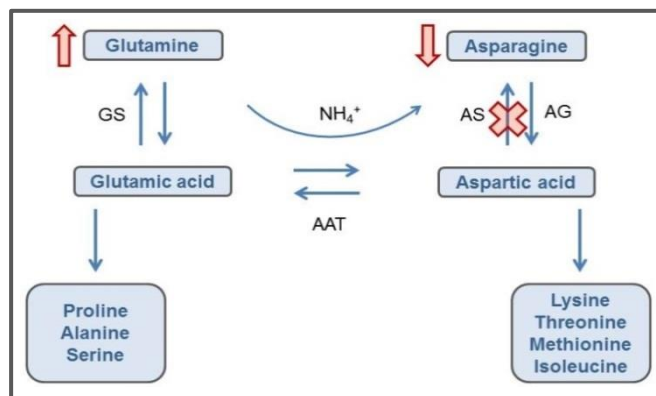 Glutamine
Asparagine
GS
NH₄⁺
AS
AG
Glutamic acid
Aspartic acid
AAT
Proline
Alanine
Serine
Lysine
Threonine
Methionine
Isoleucine